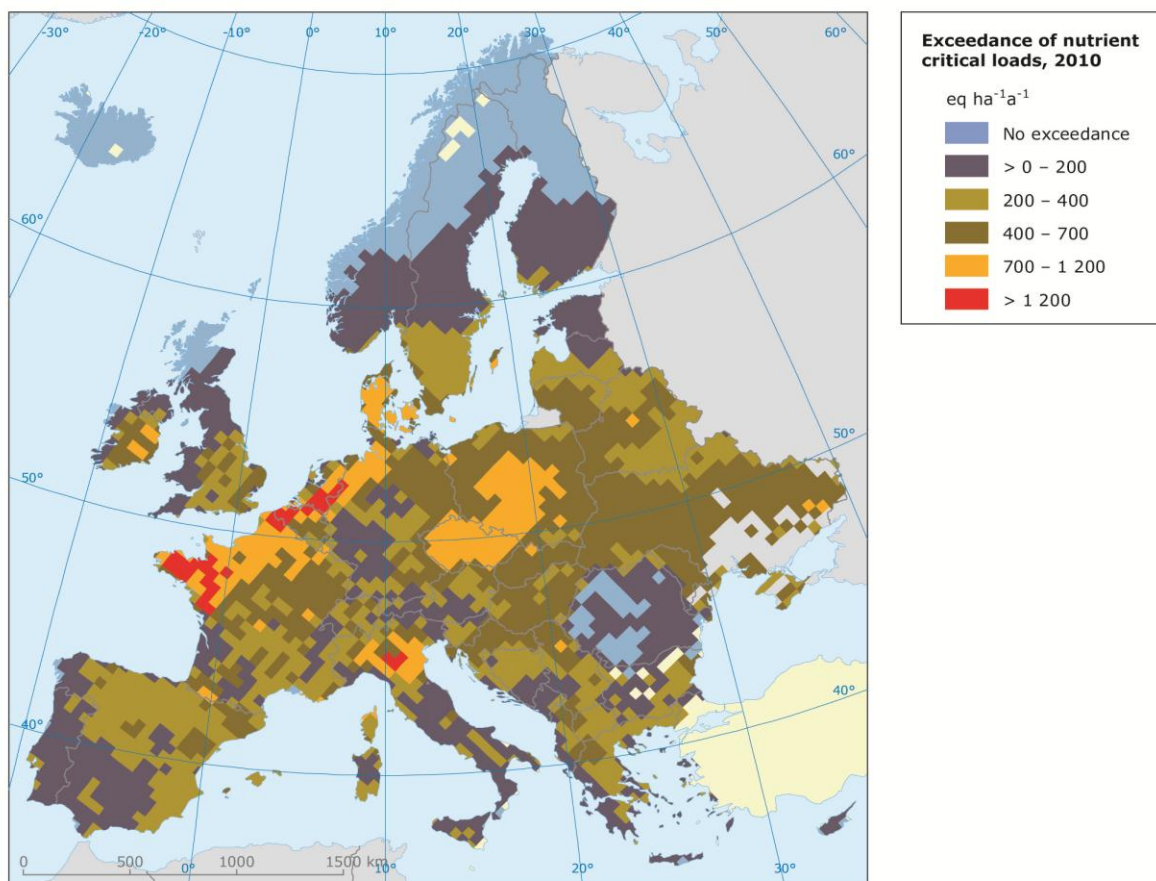 -30°
-20°
-10°
0°
10°
20°
30°
40°
50°
60°
60°
60°
50°
50°
40°
40°
0
500
1000
1500 km
0°
10°
20°
30°
Exceedance of nutrient
critical loads, 2010
eq ha⁻¹a⁻¹
No exceedance
> 0 – 200
200 – 400
400 – 700
700 – 1 200
> 1 200